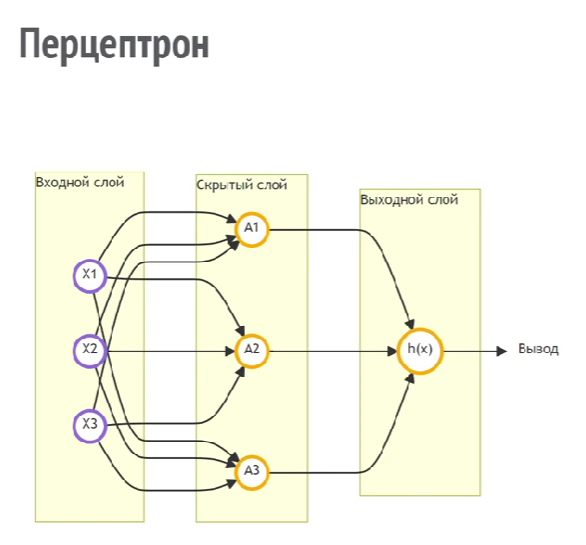 Перцептрон
Входной слой
Скрытый слой
Выходной слой
A1
X1
X2
A2
h(x)
Вывод
X3
A3